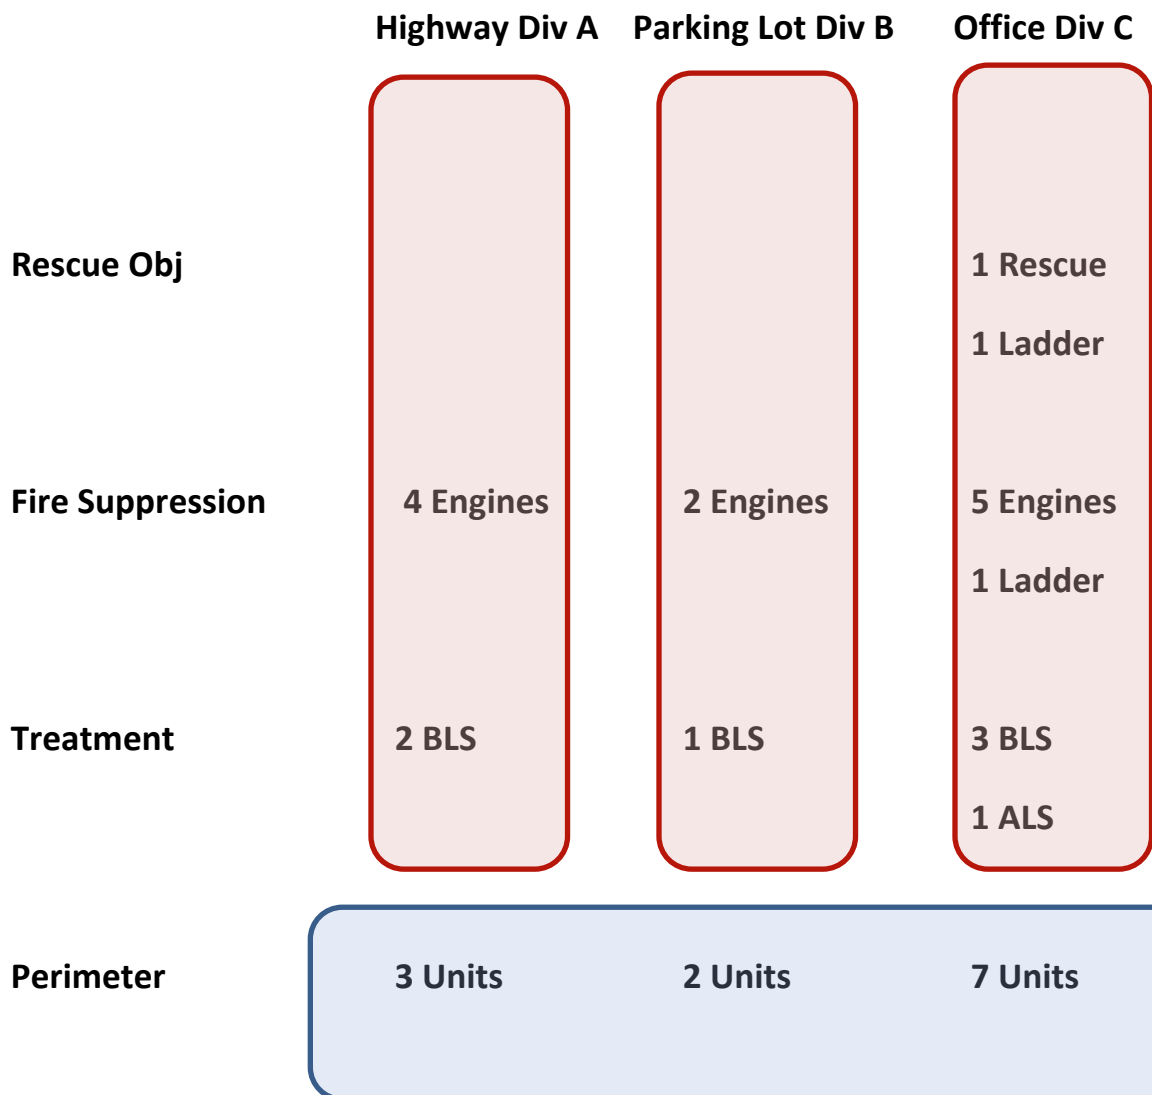 Highway Div A Parking Lot Div B Office Div C
Rescue Obj 1 Rescue
1 Ladder
Fire Suppression 4 Engines 2 Engines 5 Engines
1 Ladder
Treatment 2 BLS 1 BLS 3 BLS
1 ALS
Perimeter 3 Units 2 Units 7 Units